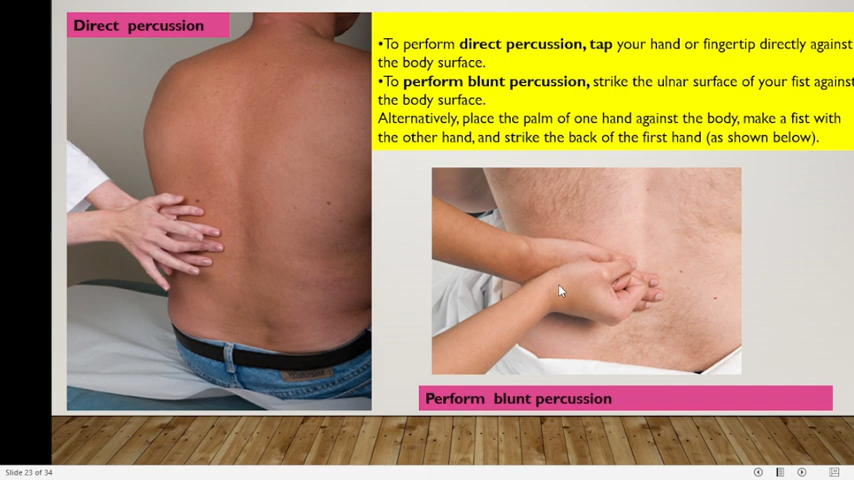 Direct percussion
•To perform direct percussion, tap your hand or fingertip directly against
the body surface.
•To perform blunt percussion, strike the ulnar surface of your fist against
the body surface.
Alternatively, place the palm of one hand against the body, make a fist with
the other hand, and strike the back of the first hand (as shown below).
Perform blunt percussion
Slide 23 of 34